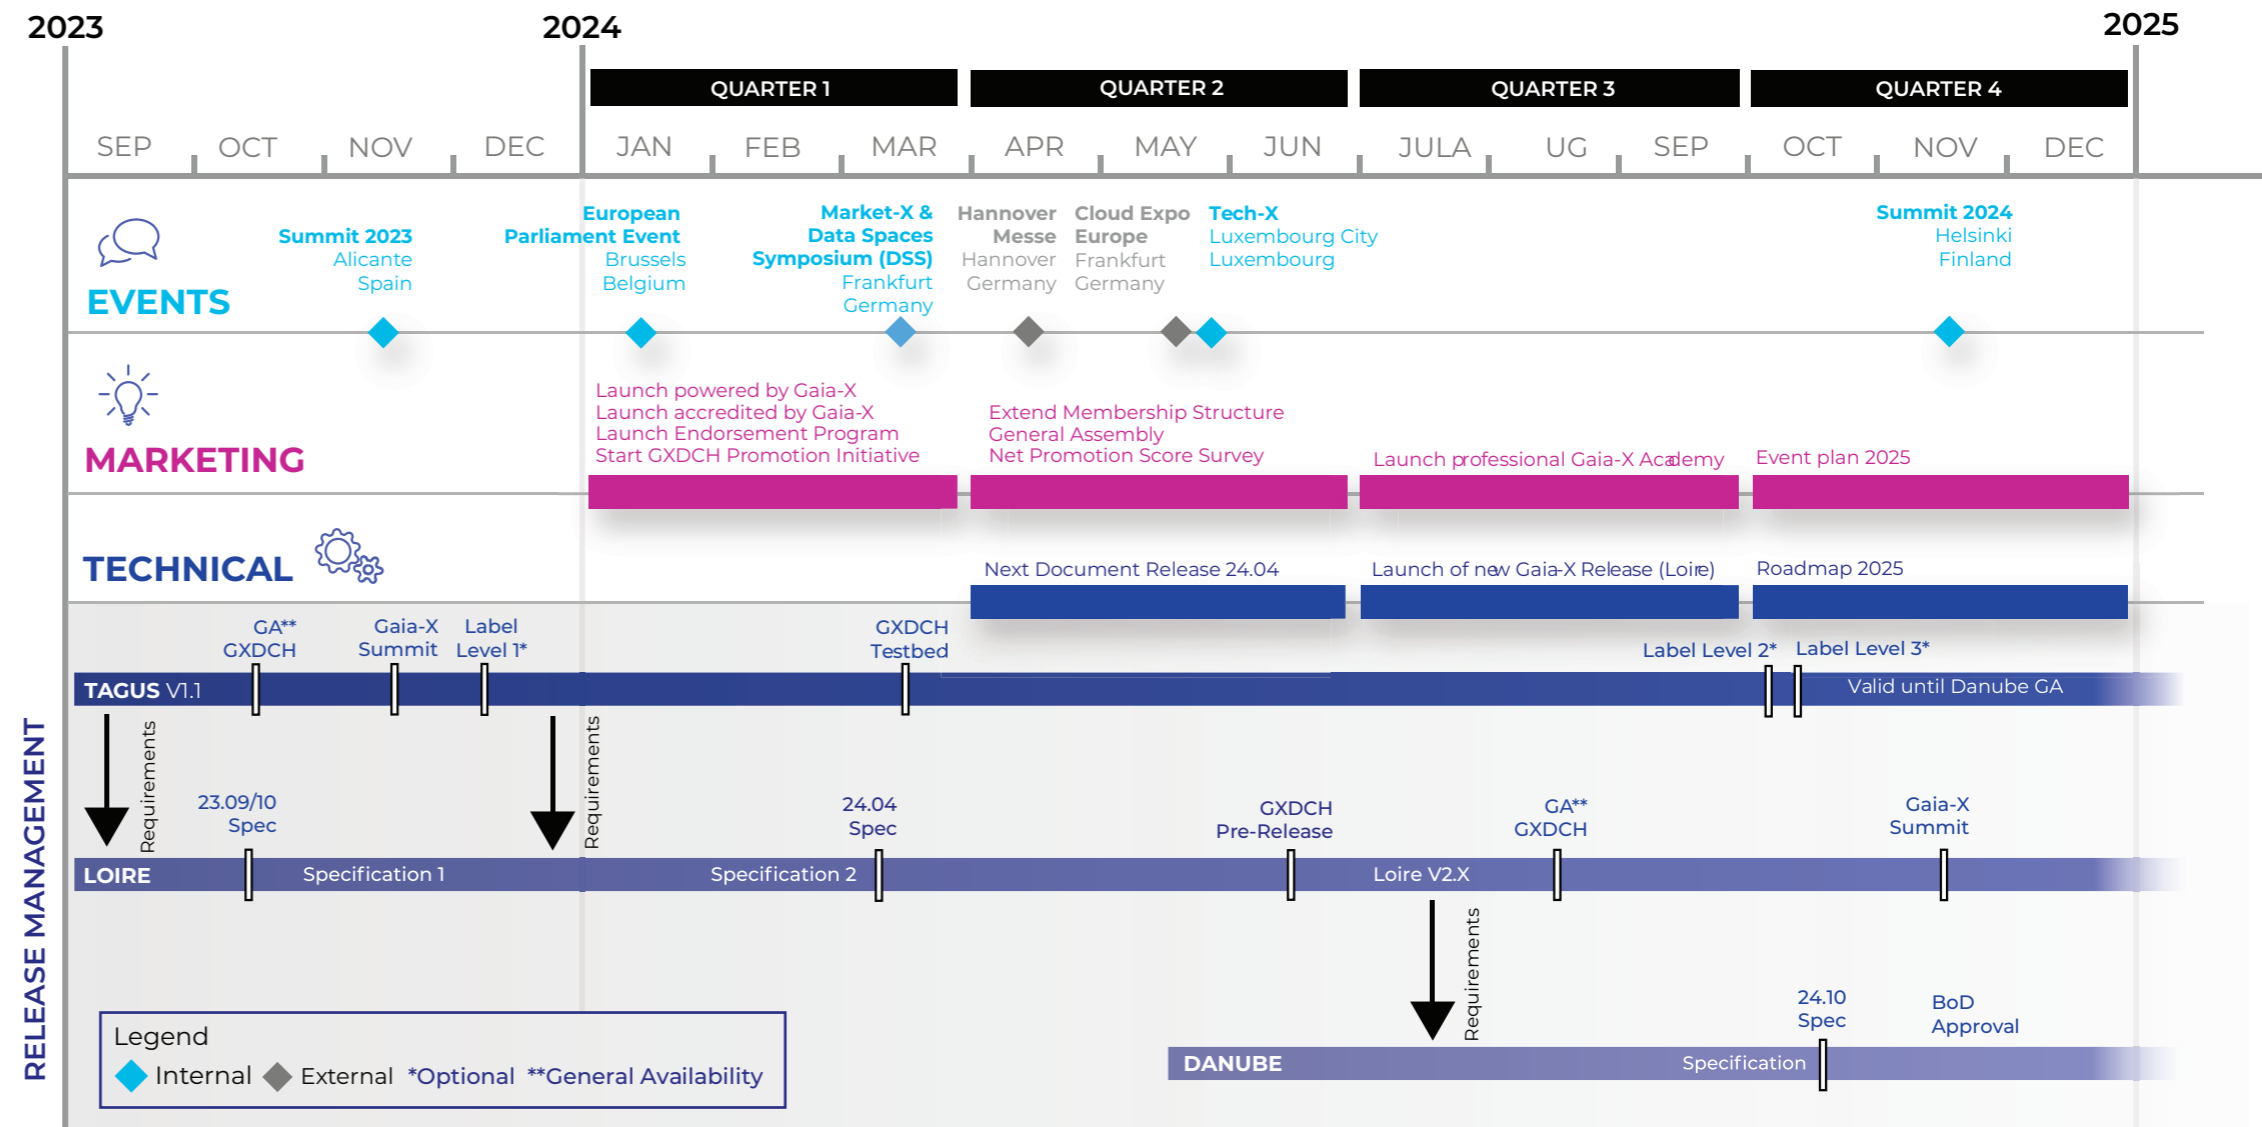 2023
2024
2025
QUARTER 1
QUARTER 2
QUARTER 3
QUARTER 4
SEP
OCT
NOV
DEC
JAN
FEB
MAR
APR
MAY
JUN
JULA
UG
SEP
OCT
NOV
DEC
EVENTS
Summit 2023
Alicante
Spain
European
Parliament Event
Brussels
Belgium
Market-X &
Data Spaces
Symposium (DSS)
Frankfurt
Germany
Hannover
Messe
Hannover
Germany
Cloud Expo
Europe
Frankfurt
Germany
Tech-X
Luxembourg City
Luxembourg
Summit 2024
Helsinki
Finland
MARKETING
Launch powered by Gaia-X
Launch accredited by Gaia-X
Launch Endorsement Program
Start GXDCH Promotion Initiative
Extend Membership Structure
General Assembly
Net Promotion Score Survey
Launch professional Gaia-X Academy
Event plan 2025
TECHNICAL
Next Document Release 24.04
Launch of new Gaia-X Release (Loire)
Roadmap 2025
RELEASE MANAGEMENT
GA**
GXDCH
Gaia-X
Summit
Label
Level 1*
GXDCH
Testbed
Label Level 2*
Label Level 3*
TAGUS V1.1
Valid until Danube GA
Requirements
Requirements
23.09/10
Spec
24.04
Spec
GXDCH
Pre-Release
GA**
GXDCH
Gaia-X
Summit
LOIRE
Specification 1
Specification 2
Loire V2.X
Requirements
24.10
Spec
BoD
Approval
DANUBE
Specification
Legend
Internal
External
*Optional
**General Availability